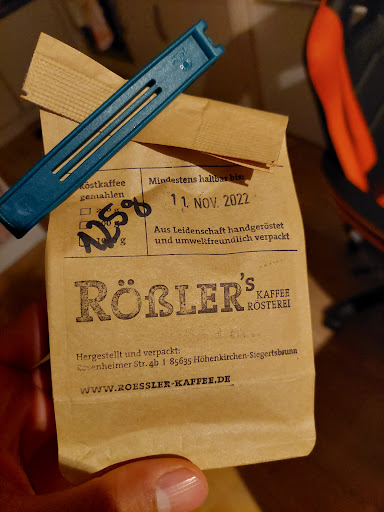 Röstkaffee
gemahlen
225g
g
Mindestens haltbar bis:
11. NOV. 2022
Aus Leidenschaft handgeröstet
und umweltfreundlich verpackt
RÖßLER's
KAFFEE
RÖSTEREI
Hergestellt und verpackt:
Rosenheimer Str. 4b | 85635 Höhenkirchen-Siegertsbrunn
WWW.ROESSLER-KAFFEE.DE